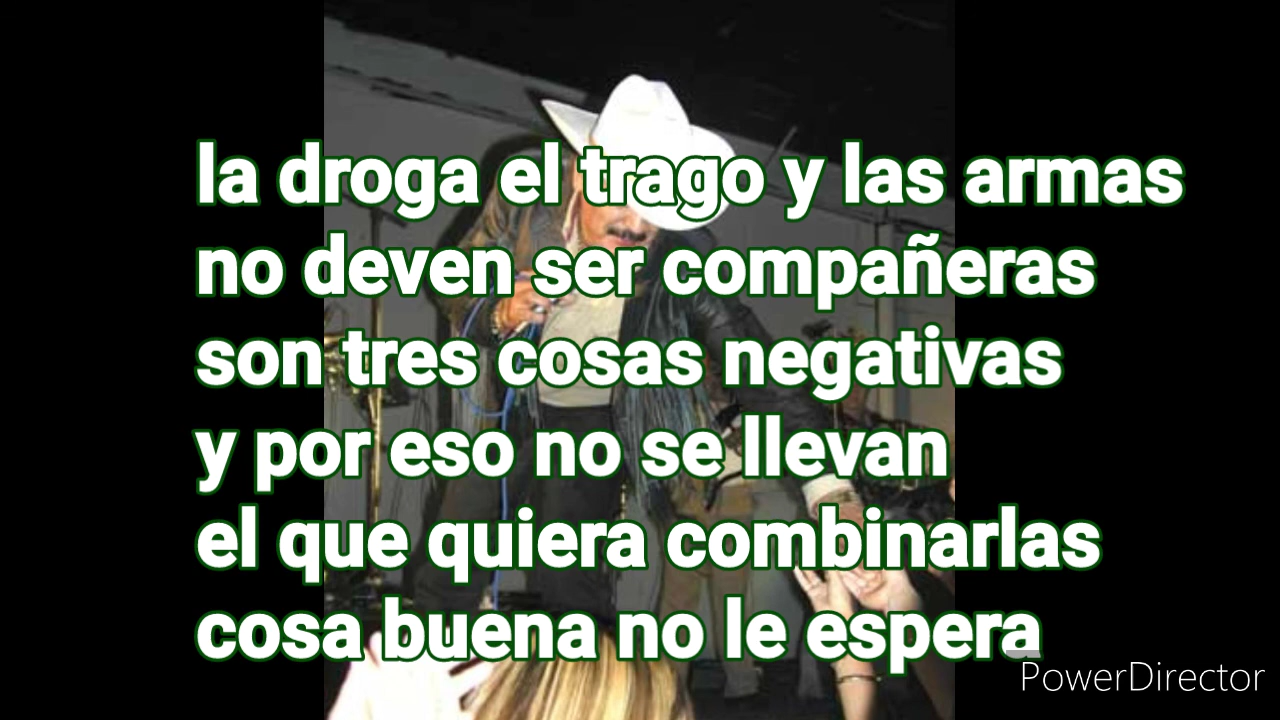 la droga el trago y las armas
no deven ser compañeras
son tres cosas negativas
y por eso no se llevan
el que quiera combinarlas
cosa buena no le espera
PowerDirector